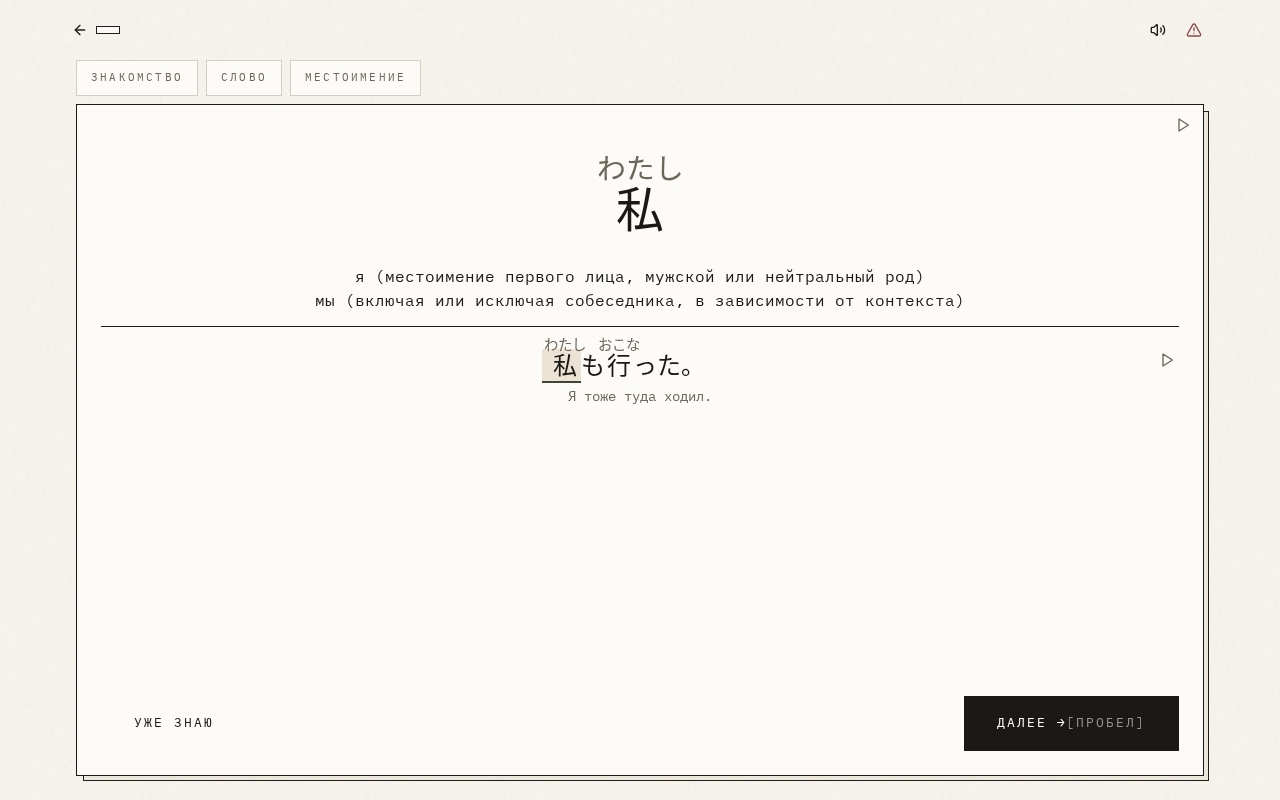 ЗНАКОМСТВО
СЛОВО
МЕСТОИМЕНИЕ
わたし
私
я (местоимение первого лица, мужской или нейтральный род)
мы (включая или исключая собеседника, в зависимости от контекста)
わたし おこな
私も行った。
Я тоже туда ходил.
УЖЕ ЗНАЮ
ДАЛЕЕ →[ПРОБЕЛ]